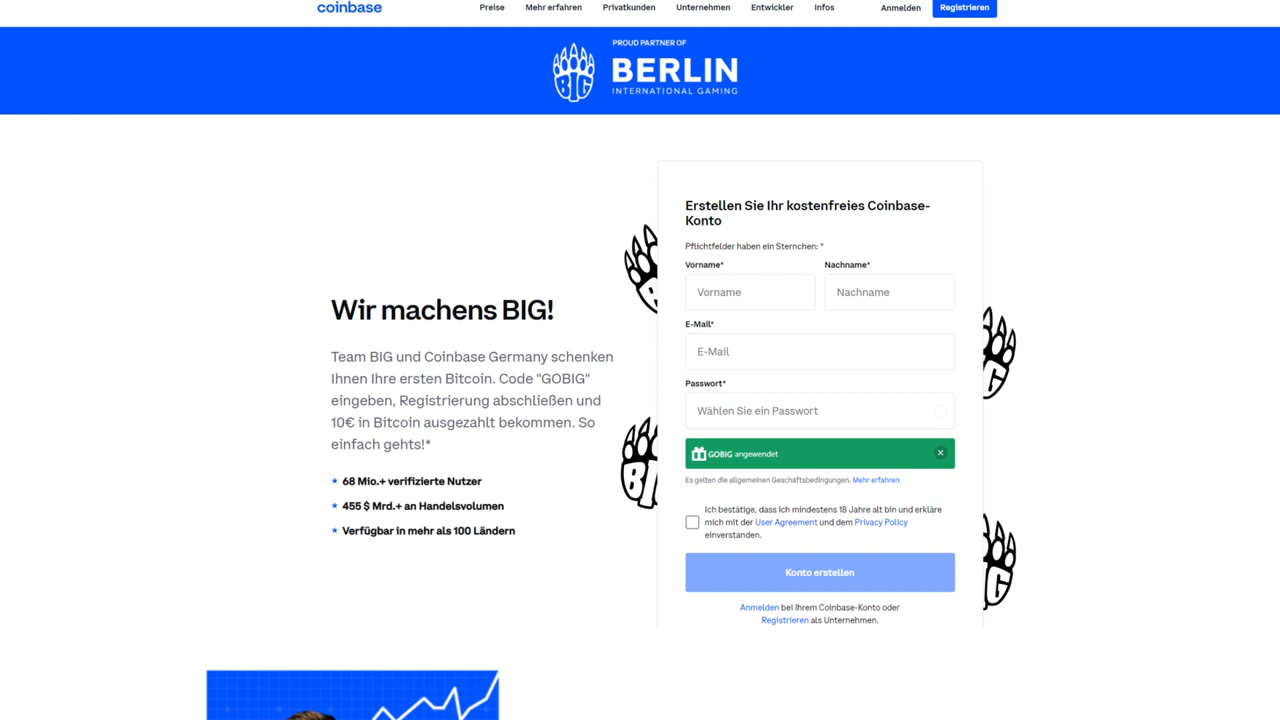 coinbase
Preise Mehr erfahren Privatkunden Unternehmen Entwickler Infos Anmelden Registrieren
BIG
PROUD PARTNER OF
BERLIN
INTERNATIONAL GAMING
Wir machens BIG!
Team BIG und Coinbase Germany schenken
Ihnen Ihre ersten Bitcoin. Code "GOBIG"
eingeben, Registrierung abschließen und
10€ in Bitcoin ausgezahlt bekommen. So
einfach gehts!*
68 Mio.+ verifizierte Nutzer
455 $ Mrd.+ an Handelsvolumen
Verfügbar in mehr als 100 Ländern
Erstellen Sie Ihr kostenfreies Coinbase-
Konto
Pflichtfelder haben ein Sternchen: *
Vorname* Nachname*
Vorname Nachname
E-Mail*
E-Mail
Passwort*
Wählen Sie ein Passwort
GOBIG angewendet
Es gelten die allgemeinen Geschäftsbedingungen. Mehr erfahren
Ich bestätige, dass ich mindestens 18 Jahre alt bin und erkläre
mich mit der User Agreement und dem Privacy Policy
einverstanden.
Konto erstellen
Anmelden bei Ihrem Coinbase-Konto oder
Registrieren als Unternehmen.